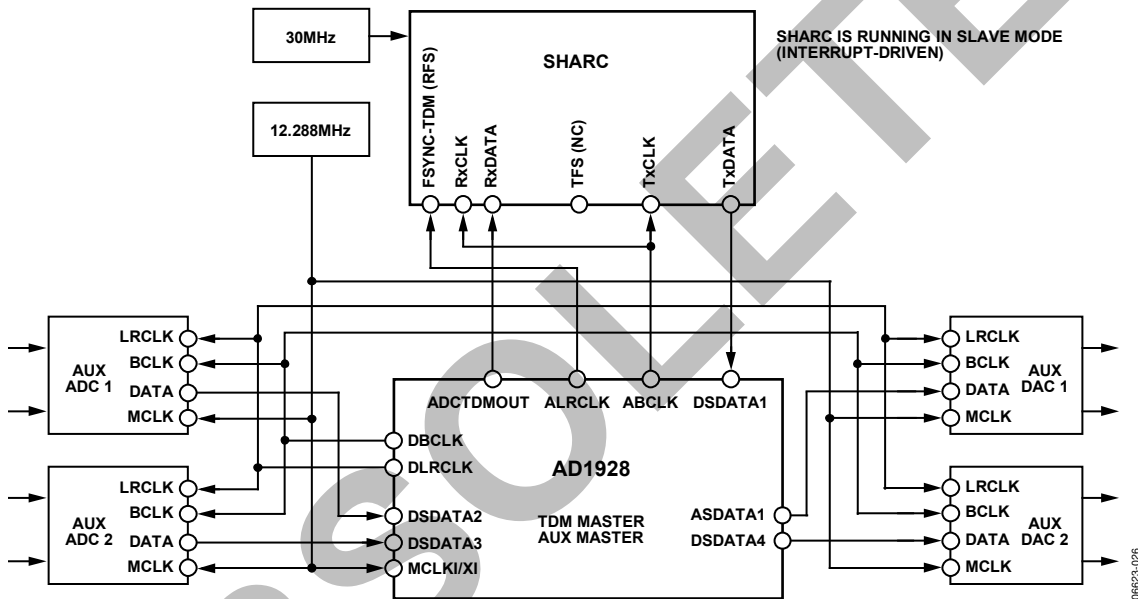 30MHz
12.288MHz
SHARC
SHARC IS RUNNING IN SLAVE MODE
(INTERRUPT-DRIVEN)
FSYNC-TDM (RFS)
RxCLK
RxDATA
TFS (NC)
TxCLK
TxDATA
AUX
ADC 1
LRCLK
BCLK
DATA
MCLK
AUX
ADC 2
LRCLK
BCLK
DATA
MCLK
ADCTDMOUT
ALRCLK
ABCLK
DSDATA1
DBCLK
DLRCLK
DSDATA2
DSDATA3
MCLKI/XI
AD1928
TDM MASTER
AUX MASTER
ASDATA1
DSDATA4
LRCLK
BCLK
DATA
MCLK
AUX
DAC 1
LRCLK
BCLK
DATA
MCLK
AUX
DAC 2
06623-026
OBSOLETE